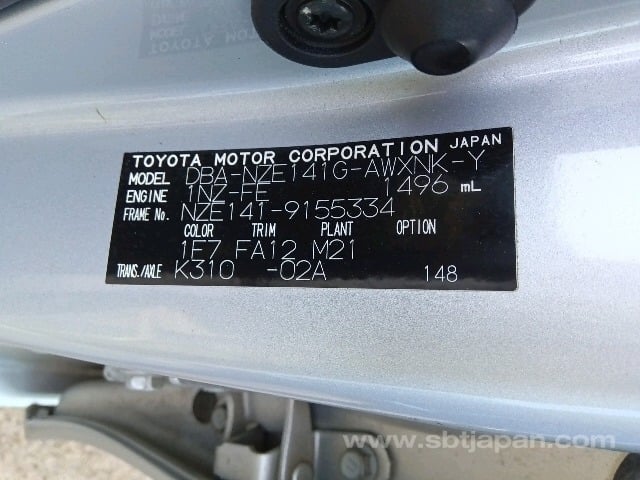 TOYOTA MOTOR CORPORATION JAPAN
MODEL DBA-NZE141G-AWXNK-Y
ENGINE 1NZ-FE 1496 mL
FRAME No. NZE141-9155334
COLOR TRIM PLANT OPTION
1E7 FA12 M21
TRANS./AXLE K310 -02A 148
www.sbtjapan.com